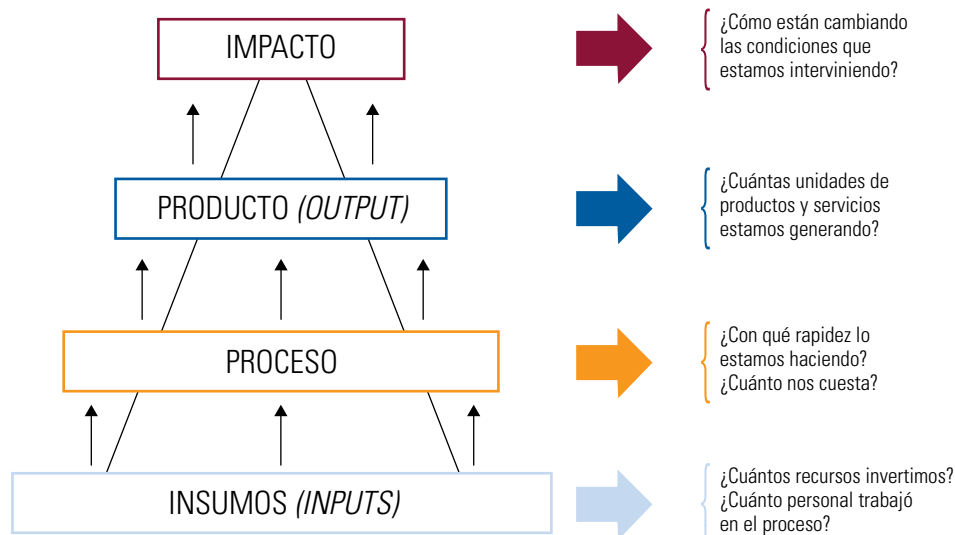 IMPACTO
¿Cómo están cambiando
las condiciones que
estamos interviniendo?
PRODUCTO (OUTPUT)
¿Cuántas unidades de
productos y servicios
estamos generando?
PROCESO
¿Con qué rapidez lo
estamos haciendo?
¿Cuánto nos cuesta?
INSUMOS (INPUTS)
¿Cuántos recursos invertimos?
¿Cuánto personal trabajó
en el proceso?